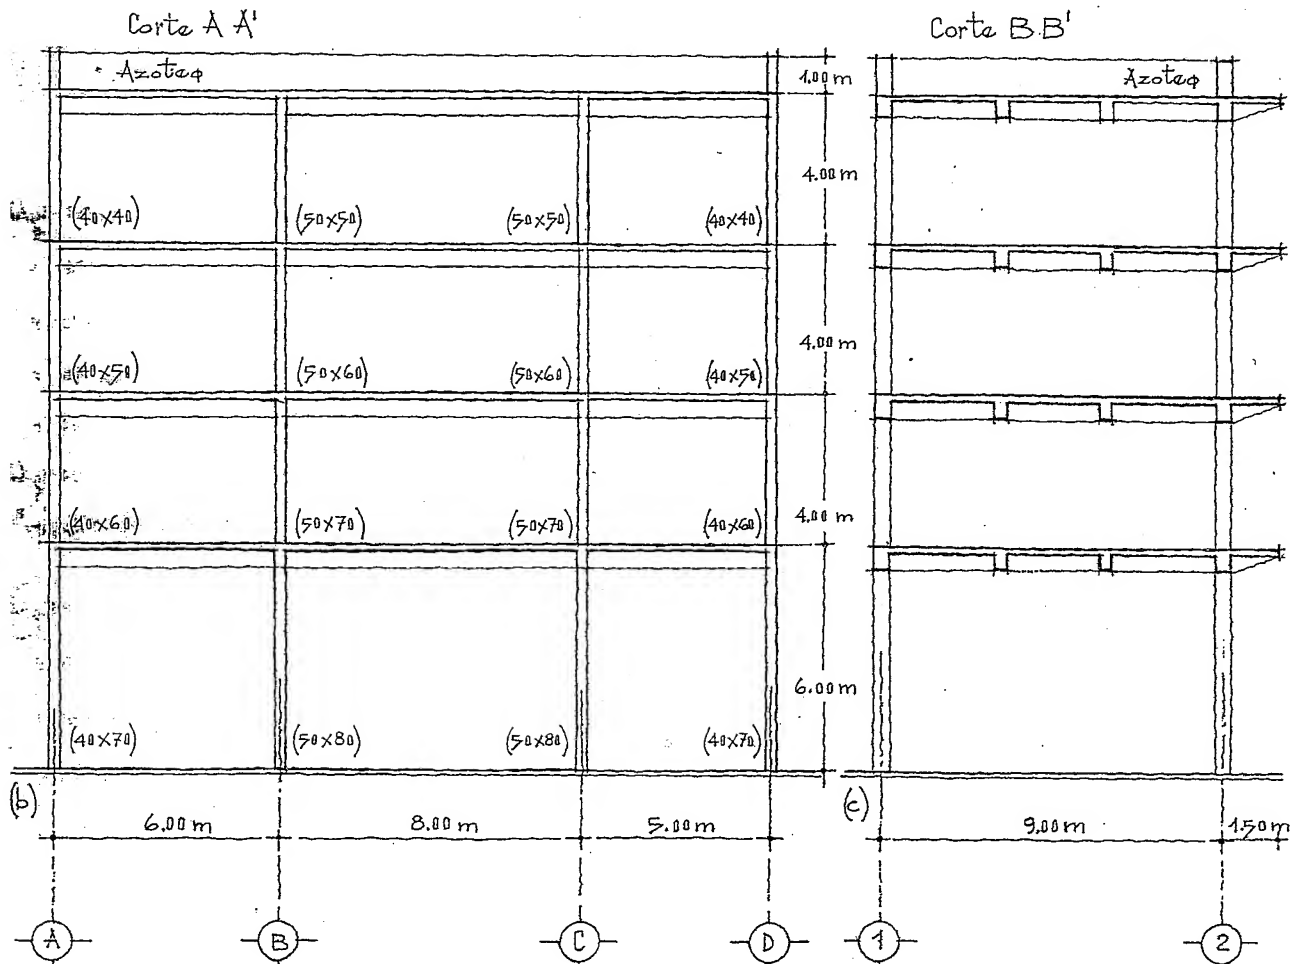 Corte A A'
Corte B.B'
Azotea
1.00 m
Azotea
4.00 m
(40x40)
(50x50)
(50x50)
(40x40)
4.00 m
(40x50)
(50x60)
(50x60)
(40x50)
4.00 m
(40x60)
(50x70)
(50x70)
(40x60)
6.00 m
(40x70)
(50x80)
(50x80)
(40x70)
(b)
(c)
6.00 m
8.00 m
5.00 m
9.00 m
1.50 m
A
B
C
D
1
2